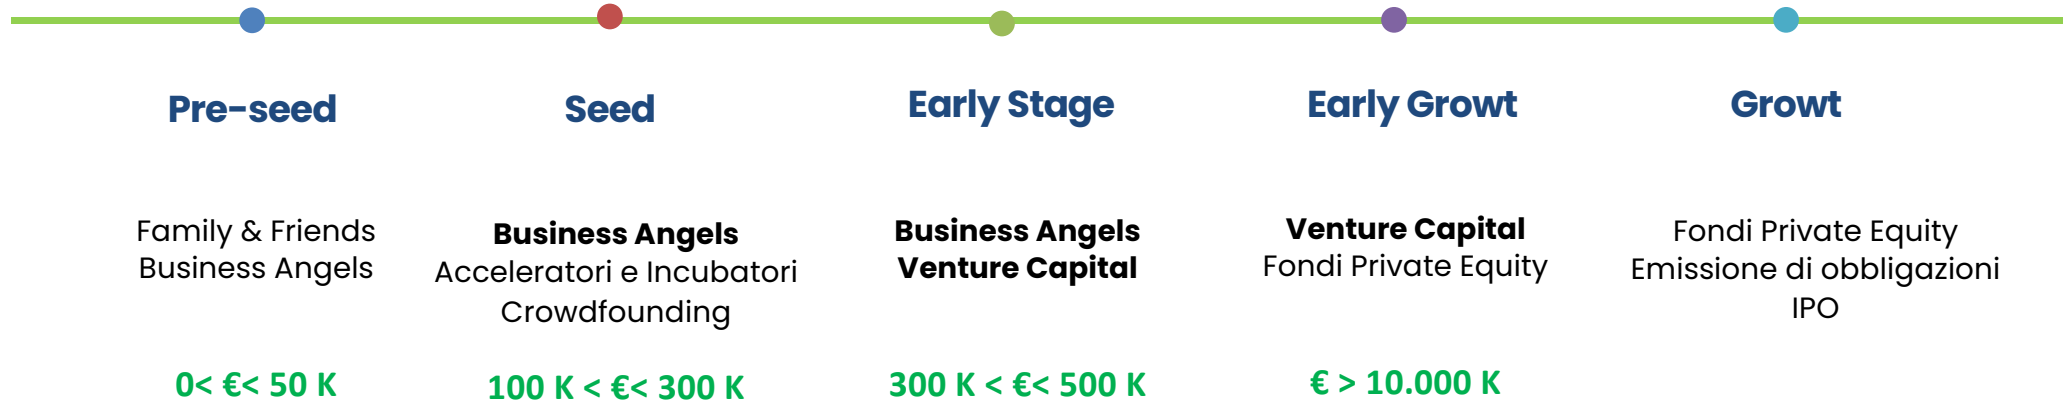 Pre-seed
Seed
Early Stage
Early Growt
Growt
Family & Friends
Business Angels
Business Angels
Acceleratori e Incubatori
Crowdfounding
Business Angels
Venture Capital
Venture Capital
Fondi Private Equity
Fondi Private Equity
Emissione di obbligazioni
IPO
0< €< 50 K
100 K < €< 300 K
300 K < €< 500 K
€ > 10.000 K